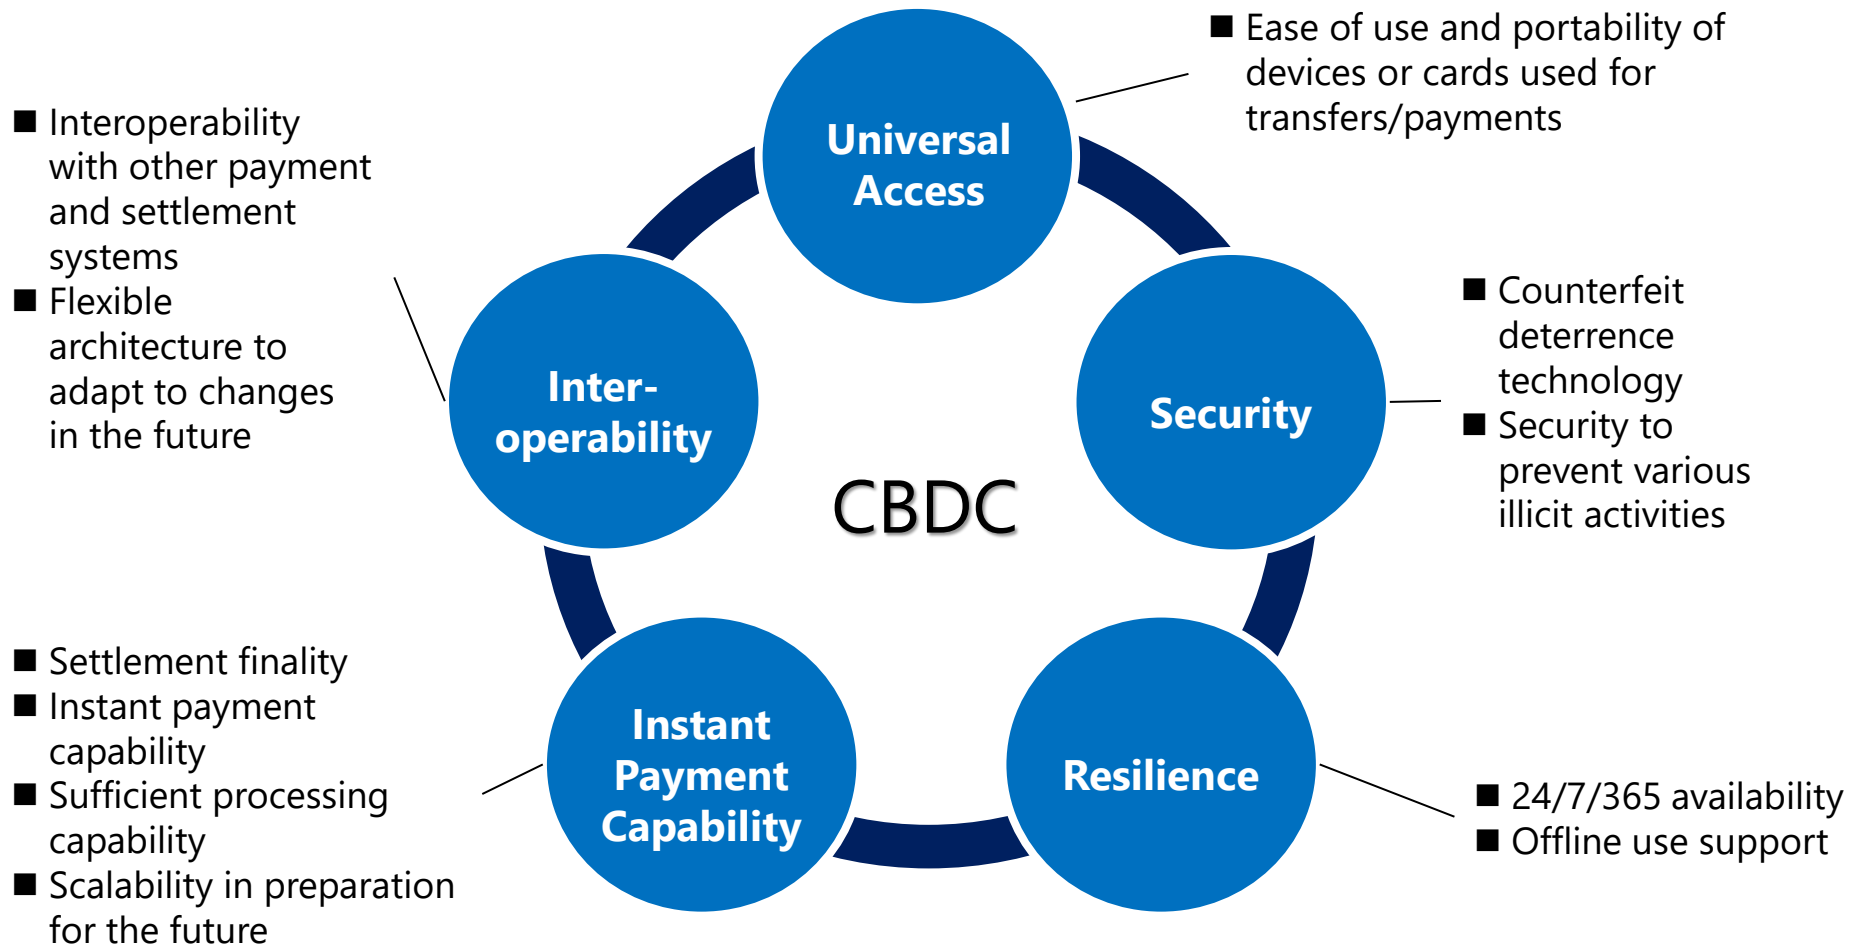 ■ Ease of use and portability of
devices or cards used for
transfers/payments
Universal
Access
■ Interoperability
with other payment
and settlement
systems
■ Flexible
architecture to
adapt to changes
in the future
Inter-
operability
Security
■ Counterfeit
deterrence
technology
■ Security to
prevent various
illicit activities
CBDC
■ Settlement finality
■ Instant payment
capability
■ Sufficient processing
capability
■ Scalability in preparation
for the future
Instant
Payment
Capability
Resilience
■ 24/7/365 availability
■ Offline use support